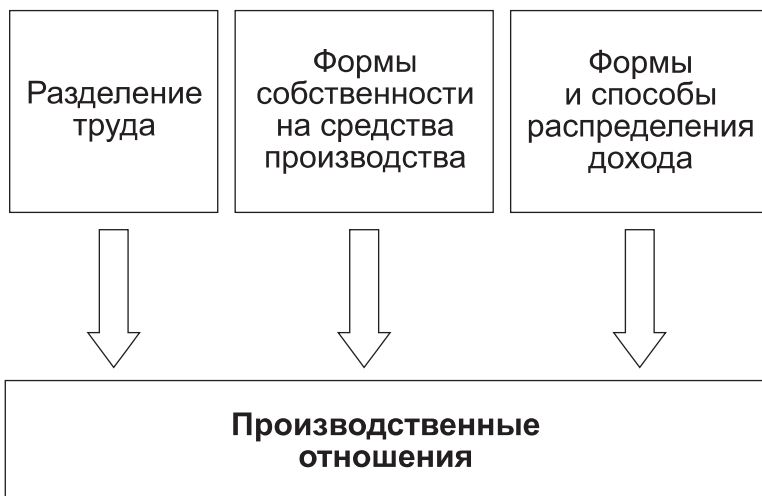 Разделение
труда
Формы
собственности
на средства
производства
Формы
и способы
распределения
дохода
Производственные
отношения